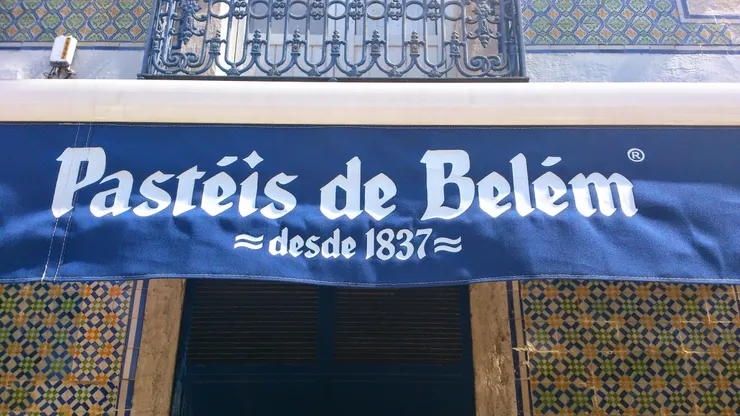 Pastéis de Belém ®
≈desde 1837≈